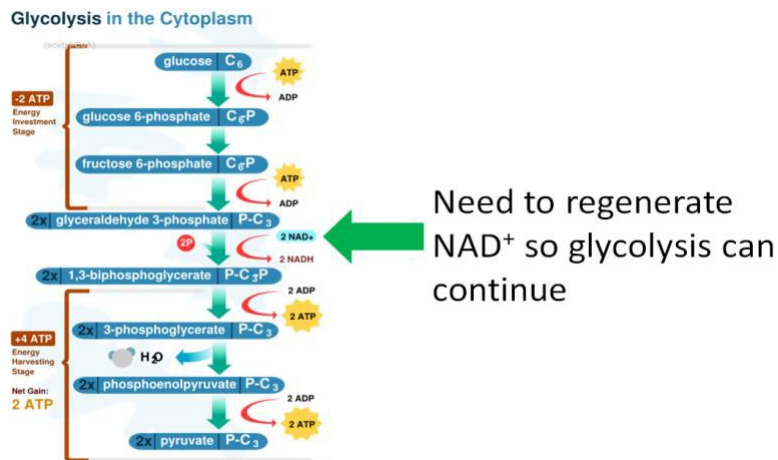 Glycolysis in the Cytoplasm
(acetyl CoA)
glucose C6
ATP
ADP
-2 ATP
Energy
Investment
Stage
glucose 6-phosphate C6P
fructose 6-phosphate C6P
ATP
ADP
2x glyceraldehyde 3-phosphate P-C3
2P
2 NAD+
2 NADH
Need to regenerate
NAD+ so glycolysis can
continue
2x 1,3-biphosphoglycerate P-C3P
2 ADP
2 ATP
+4 ATP
Energy
Harvesting
Stage
Net Gain:
2 ATP
2x 3-phosphoglycerate P-C3
H2O
2x phosphoenolpyruvate P-C3
2 ADP
2 ATP
2x pyruvate P-C3